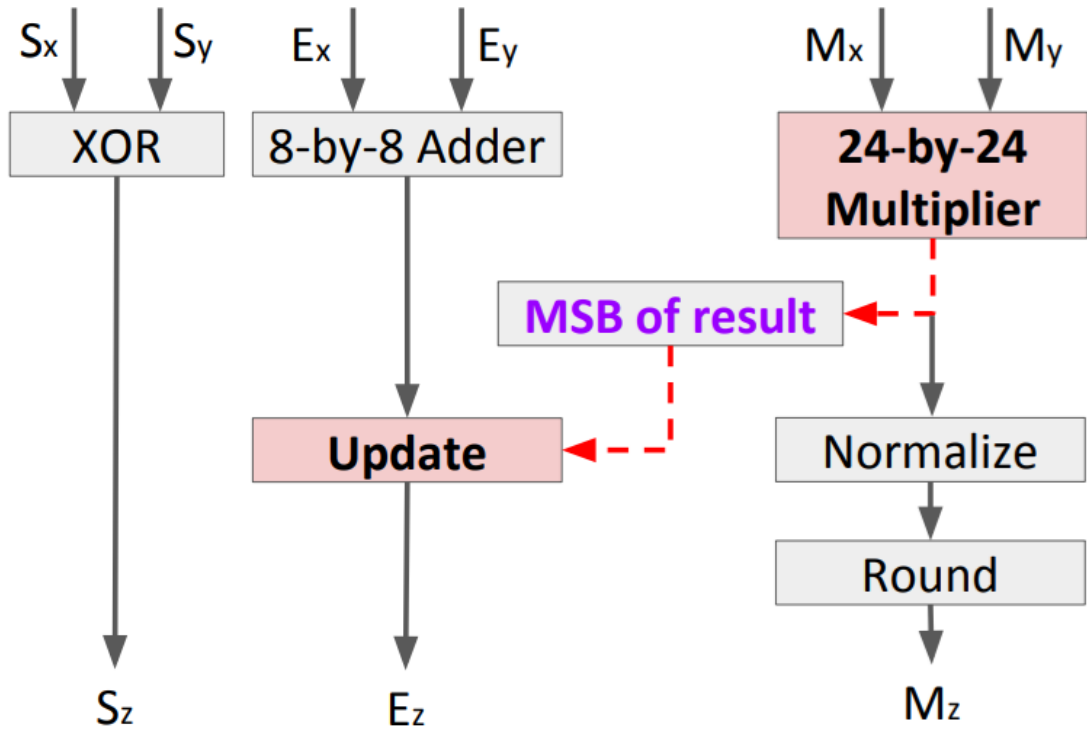 Sx Sy Ex Ey Mx My
XOR
8-by-8 Adder
24-by-24
Multiplier
MSB of result
Update
Normalize
Round
Sz Ez Mz